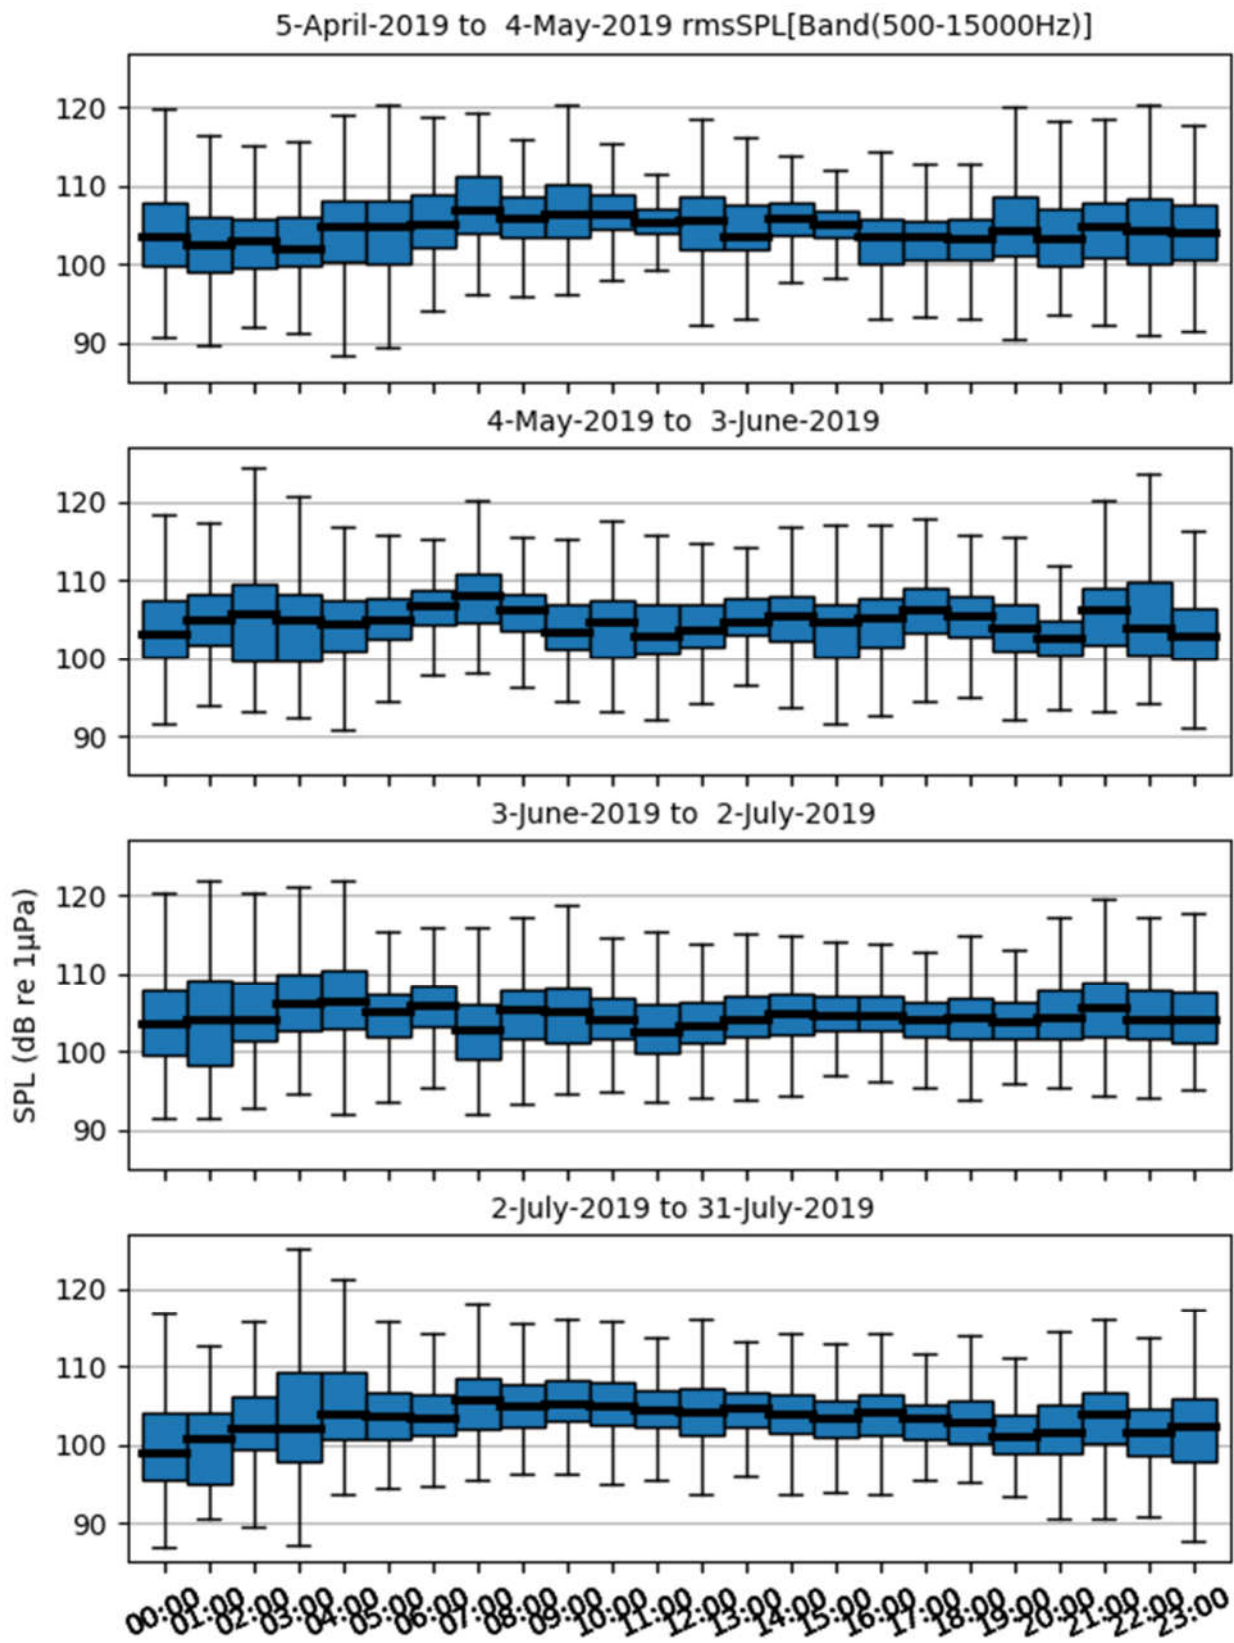 5-April-2019 to 4-May-2019 rmsSPL[Band(500-15000Hz)]
120
110
100
90
4-May-2019 to 3-June-2019
120
110
100
90
3-June-2019 to 2-July-2019
SPL (dB re 1µPa)
120
110
100
90
2-July-2019 to 31-July-2019
120
110
100
90
00:00 01:00 02:00 03:00 04:00 05:00 06:00 07:00 08:00 09:00 10:00 11:00 12:00 13:00 14:00 15:00 16:00 17:00 18:00 19:00 20:00 21:00 22:00 23:00